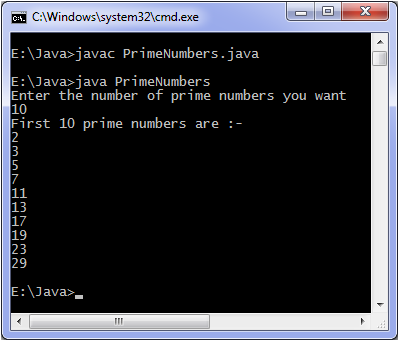 C:\Windows\system32\cmd.exe
E:\Java>javac PrimeNumbers.java
E:\Java>java PrimeNumbers
Enter the number of prime numbers you want
10
First 10 prime numbers are :-
2
3
5
7
11
13
17
19
23
29
E:\Java>